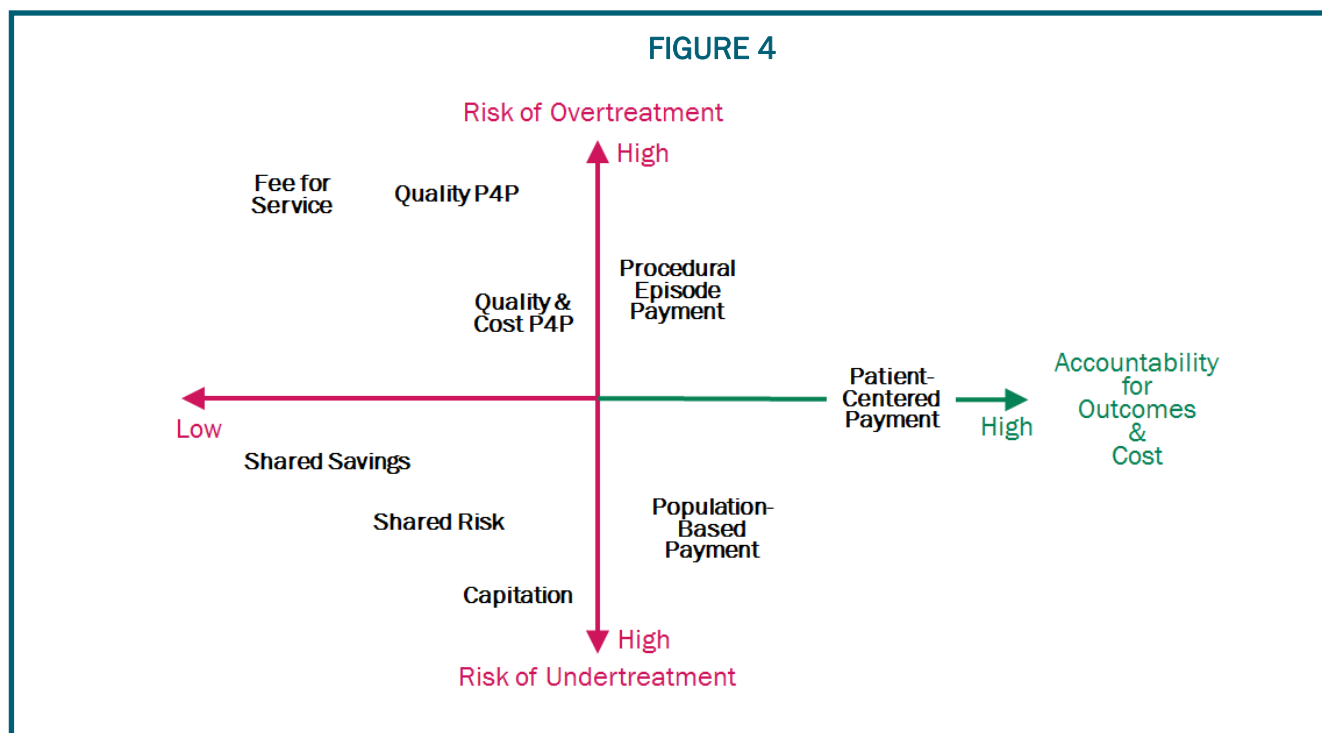 FIGURE 4
Risk of Overtreatment
High
Fee for
Service
Quality P4P
Procedural
Episode
Payment
Quality &
Cost P4P
Patient-
Centered
Payment
Accountability
for
Outcomes
&
Cost
Low
High
Shared Savings
Shared Risk
Population-
Based
Payment
Capitation
High
Risk of Undertreatment